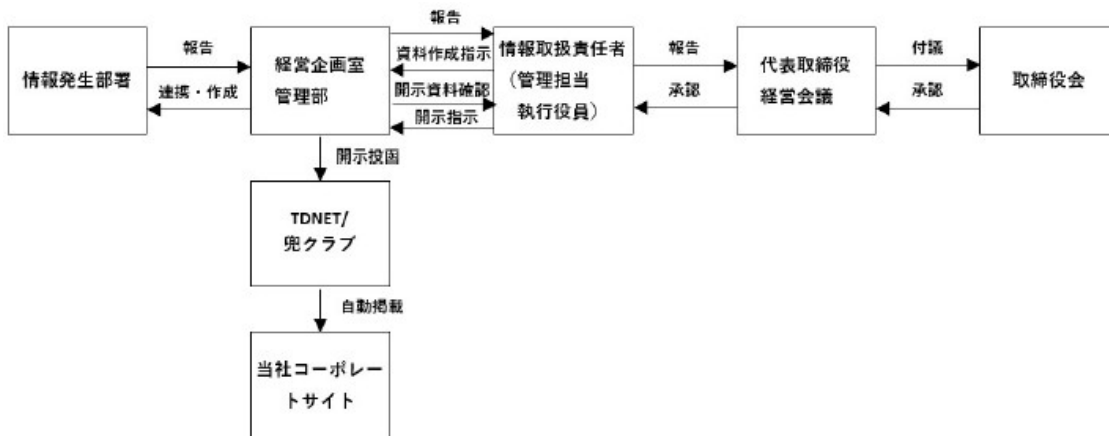 情報発生部署
報告
連携・作成
経営企画室
管理部
報告
資料作成指示
開示資料確認
開示指示
情報取扱責任者
（管理担当
執行役員）
報告
承認
代表取締役
経営会議
付議
承認
取締役会
開示投函
TDNET/
兜クラブ
自動掲載
当社コーポレー
トサイト